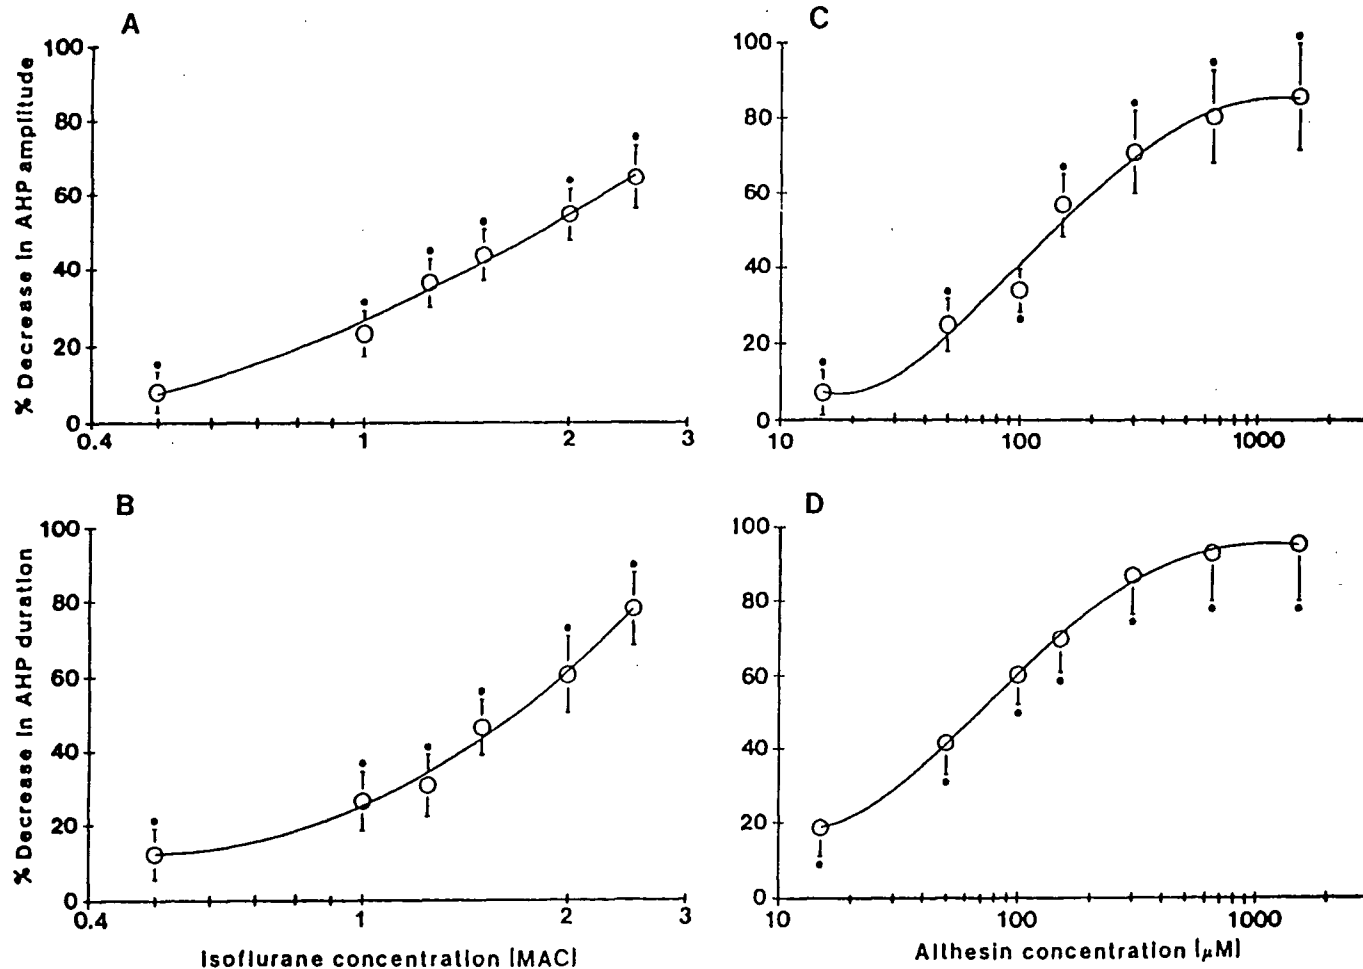 A
% Decrease in AHP amplitude
100
80
60
40
20
0
0.4 1 2 3
C
100
80
60
40
20
0
10 100 1000
B
% Decrease in AHP duration
100
80
60
40
20
0
0.4 1 2 3
Isoflurane concentration [MAC]
D
100
80
60
40
20
0
10 100 1000
Althesin concentration [μM]